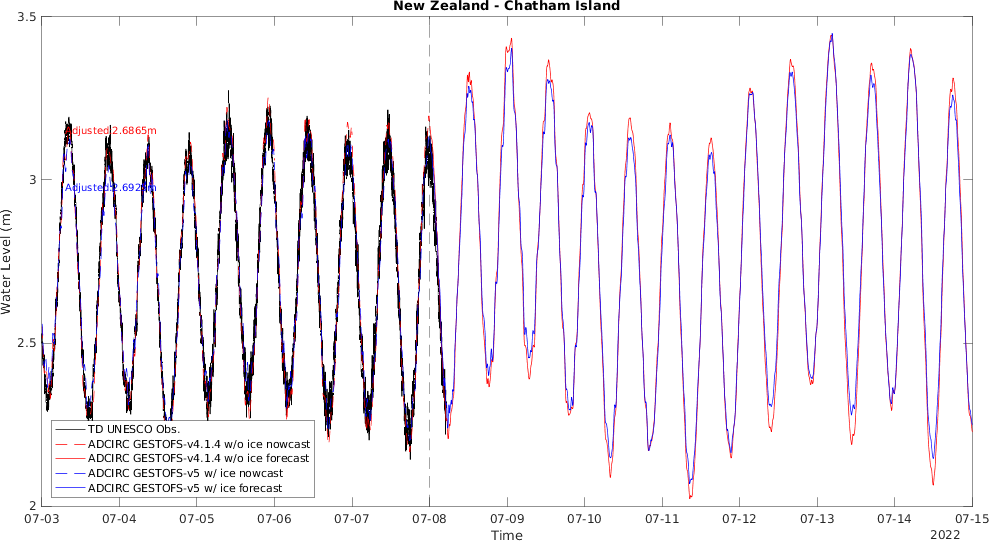 New Zealand - Chatham Island
3.5
3
2.5
2
Water Level (m)
Adjusted 2.6865m
TD UNESCO Obs.
ADCIRC GESTOFS-v4.1.4 w/o ice nowcast
ADCIRC GESTOFS-v4.1.4 w/o ice forecast
ADCIRC GESTOFS-v5 w/ ice nowcast
ADCIRC GESTOFS-v5 w/ ice forecast
07-03 07-04 07-05 07-06 07-07 07-08 07-09 07-10 07-11 07-12 07-13 07-14 07-15
Time
2022